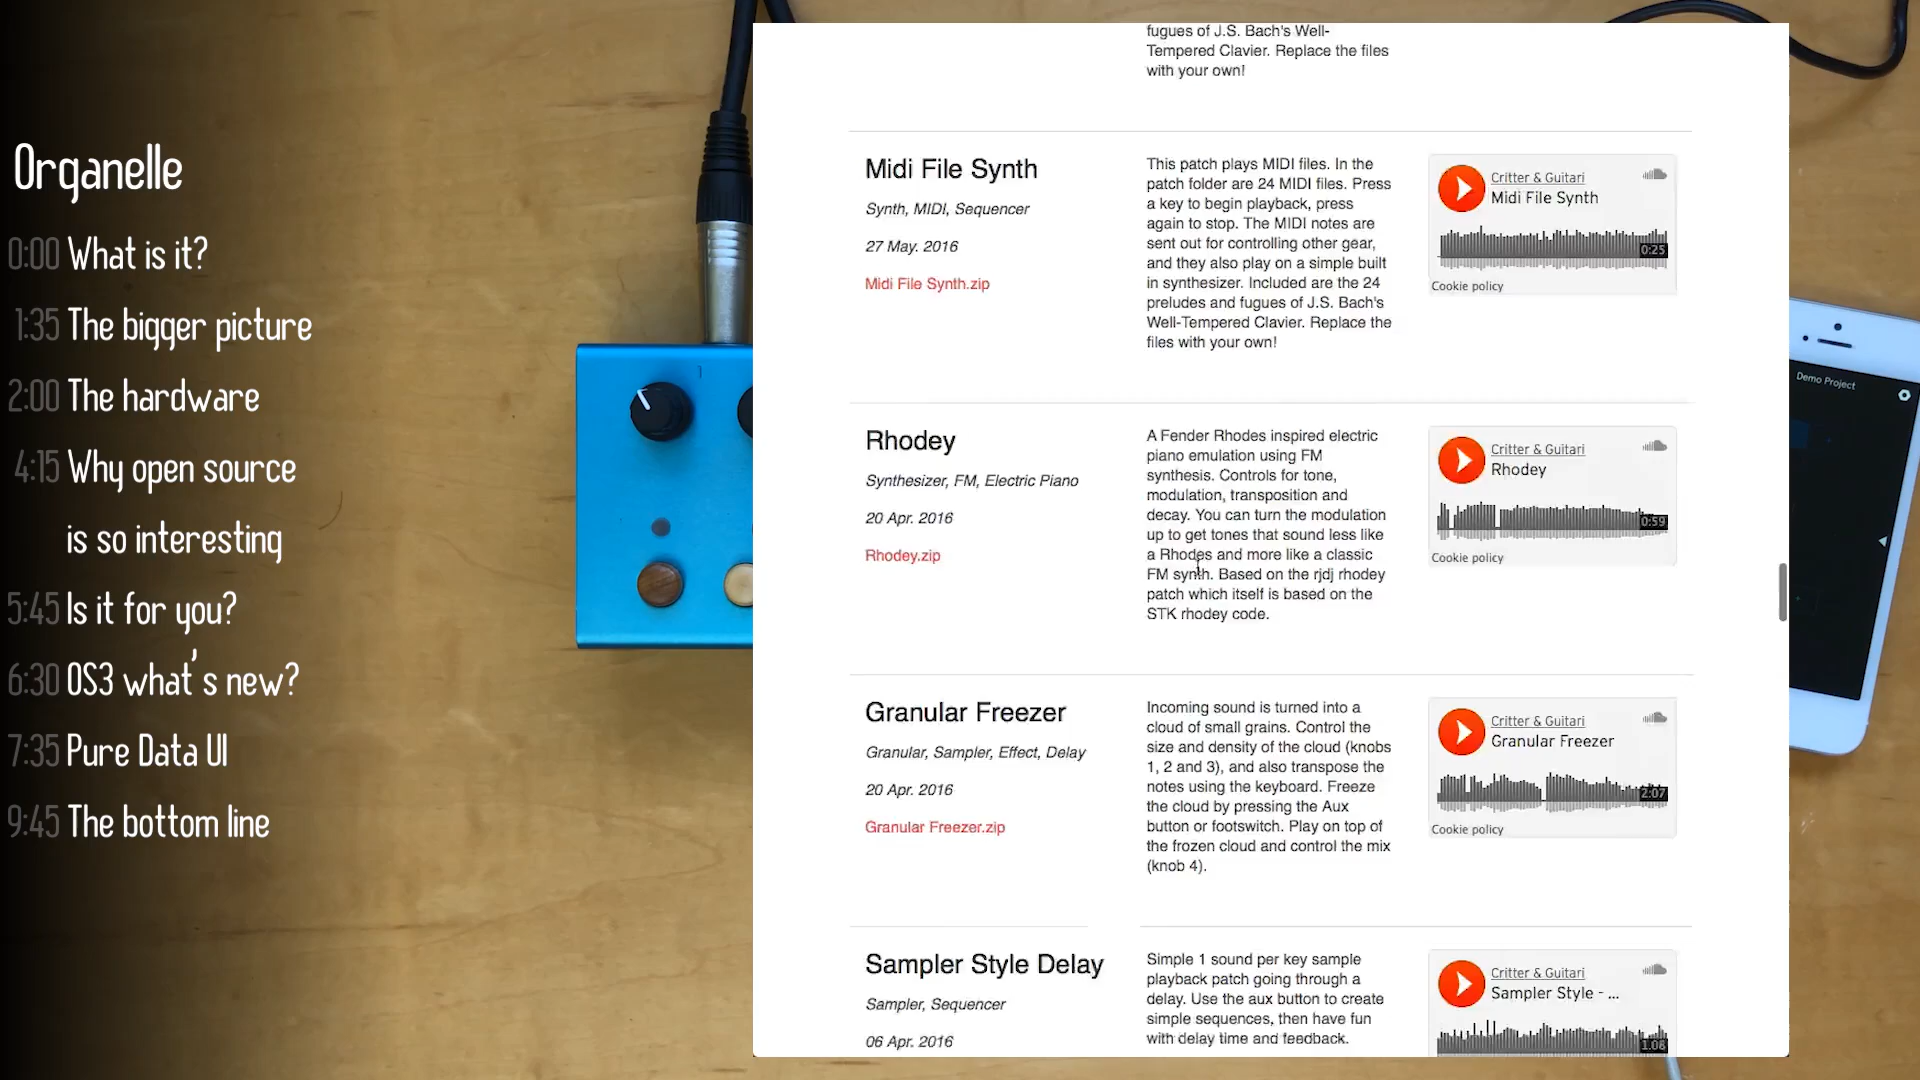 Organelle
0:00 What is it?
1:35 The bigger picture
2:00 The hardware
4:15 Why open source
is so interesting
5:45 Is it for you?
6:30 OS3 what's new?
7:35 Pure Data UI
9:45 The bottom line
fugues of J.S. Bach's Well-
Tempered Clavier. Replace the files
with your own!
Midi File Synth
Synth, MIDI, Sequencer
27 May. 2016
Midi File Synth.zip
This patch plays MIDI files. In the
patch folder are 24 MIDI files. Press
a key to begin playback, press
again to stop. The MIDI notes are
sent out for controlling other gear,
and they also play on a simple built
in synthesizer. Included are the 24
preludes and fugues of J.S. Bach's
Well-Tempered Clavier. Replace the
files with your own!
Critter & Guitari
Midi File Synth
0:25
Cookie policy
Rhodey
Synthesizer, FM, Electric Piano
20 Apr. 2016
Rhodey.zip
A Fender Rhodes inspired electric
piano emulation using FM
synthesis. Controls for tone,
modulation, transposition and
decay. You can turn the modulation
up to get tones that sound less like
a Rhodes and more like a classic
FM synth. Based on the rjdj rhodey
patch which itself is based on the
STK rhodey code.
Critter & Guitari
Rhodey
0:59
Cookie policy
Granular Freezer
Granular, Sampler, Effect, Delay
20 Apr. 2016
Granular Freezer.zip
Incoming sound is turned into a
cloud of small grains. Control the
size and density of the cloud (knobs
1, 2 and 3), and also transpose the
notes using the keyboard. Freeze
the cloud by pressing the Aux
button or footswitch. Play on top of
the frozen cloud and control the mix
(knob 4).
Critter & Guitari
Granular Freezer
2:07
Cookie policy
Sampler Style Delay
Sampler, Sequencer
06 Apr. 2016
Simple 1 sound per key sample
playback patch going through a
delay. Use the aux button to create
simple sequences, then have fun
with delay time and feedback.
Critter & Guitari
Sampler Style - ...
1:08
Demo Project